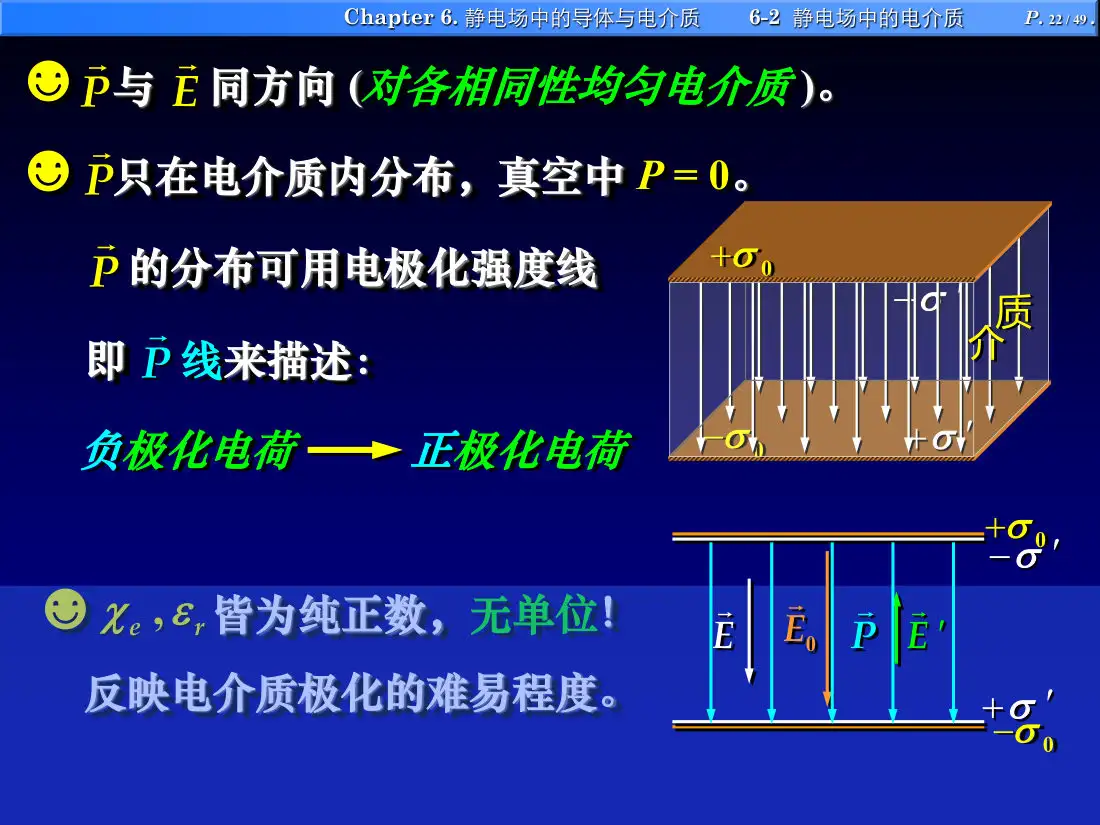 Chapter 6. 静电场中的导体与电介质 6-2 静电场中的电介质 P. 22 / 49 .
P⃗与 E⃗ 同方向 (对各相同性均匀电介质)。
P⃗只在电介质内分布，真空中 P = 0。
P⃗ 的分布可用电极化强度线
即 P⃗ 线来描述：
负极化电荷 → 正极化电荷
χe , εr 皆为纯正数，无单位！
反映电介质极化的难易程度。
+σ0
−σ'
介质
−σ0
+σ'
+σ0
−σ'
E⃗ E⃗0 P⃗ E⃗'
+σ'
−σ0